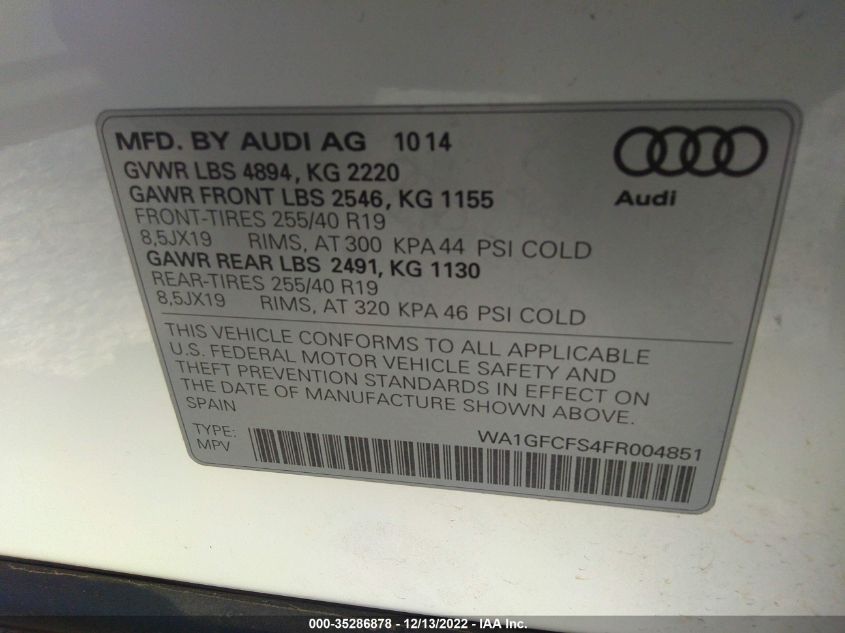 MFD. BY AUDI AG 10 14
GVWR LBS 4894, KG 2220
GAWR FRONT LBS 2546, KG 1155
FRONT-TIRES 255/40 R19
8,5JX19 RIMS, AT 300 KPA 44 PSI COLD
GAWR REAR LBS 2491, KG 1130
REAR-TIRES 255/40 R19
8,5JX19 RIMS, AT 320 KPA 46 PSI COLD
Audi
THIS VEHICLE CONFORMS TO ALL APPLICABLE
U.S. FEDERAL MOTOR VEHICLE SAFETY AND
THEFT PREVENTION STANDARDS IN EFFECT ON
THE DATE OF MANUFACTURE SHOWN ABOVE.
SPAIN
TYPE:
MPV
WA1GFCFS4FR004851
000-35286878 - 12/13/2022 - IAAI, Inc.